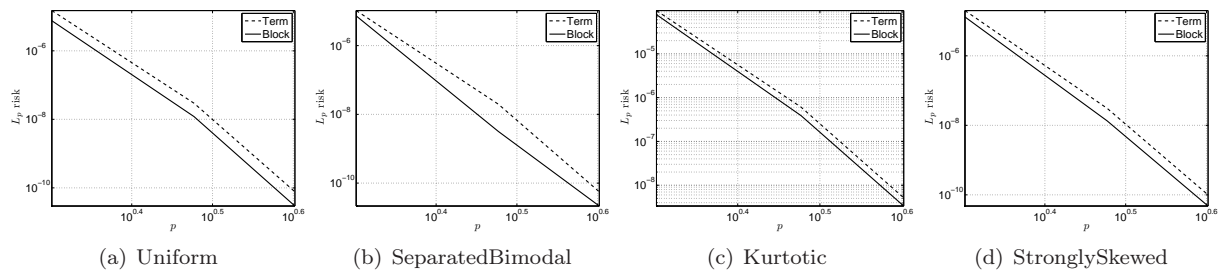 Term
Block
10^-6
10^-8
10^-10
L_p risk
10^0.4
10^0.5
10^0.6
p
(a) Uniform
Term
Block
10^-6
10^-8
10^-10
L_p risk
10^0.4
10^0.5
10^0.6
p
(b) SeparatedBimodal
Term
Block
10^-5
10^-6
10^-7
10^-8
L_p risk
10^0.4
10^0.5
10^0.6
p
(c) Kurtotic
Term
Block
10^-6
10^-8
10^-10
L_p risk
10^0.4
10^0.5
10^0.6
p
(d) StronglySkewed